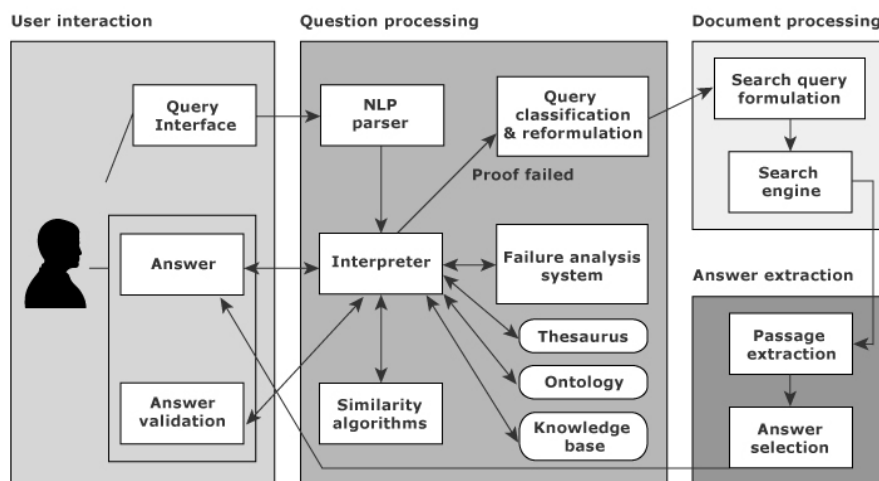 User interaction
Question processing
Document processing
Query
Interface
NLP
parser
Query
classification
& reformulation
Search query
formulation
Proof failed
Search
engine
Answer
Interpreter
Failure analysis
system
Answer extraction
Thesaurus
Passage
extraction
Ontology
Answer
validation
Similarity
algorithms
Knowledge
base
Answer
selection